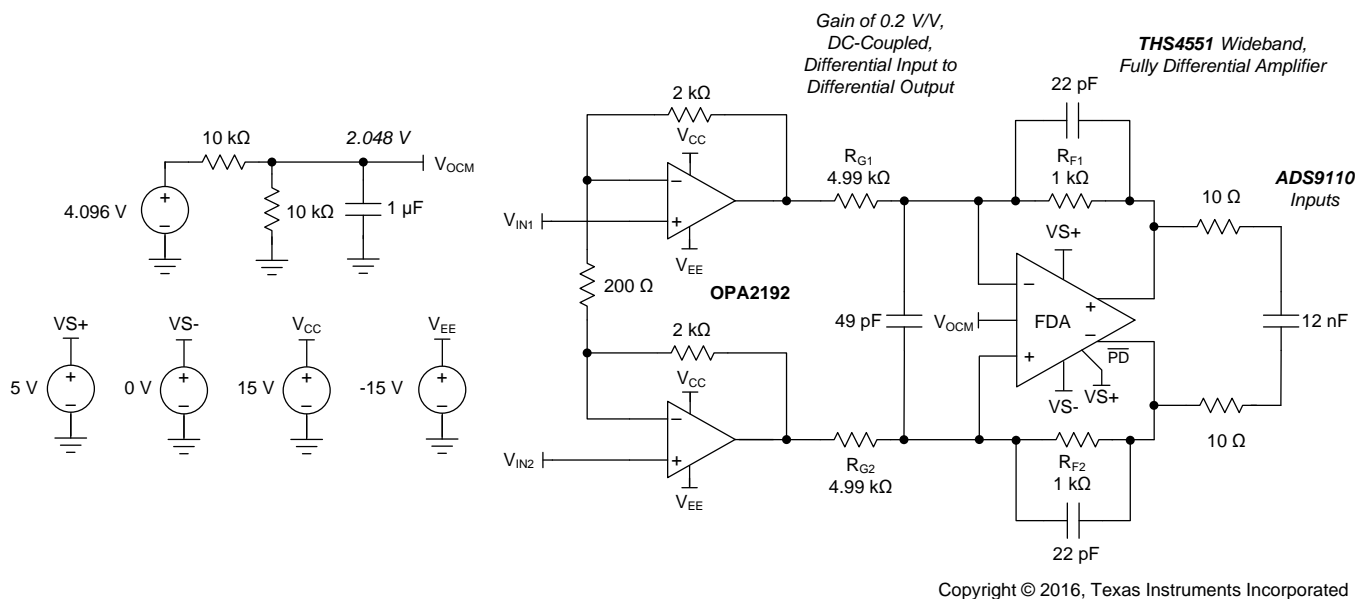 Gain of 0.2 V/V,
DC-Coupled,
Differential Input to
Differential Output
THS4551 Wideband,
Fully Differential Amplifier
22 pF
2 kΩ
VCC
10 kΩ
2.048 V
VOCM
4.096 V
+
−
10 kΩ
1 µF
RG1
4.99 kΩ
RF1
1 kΩ
10 Ω
ADS9110
Inputs
−
+
VIN1
VEE
VS+
200 Ω
OPA2192
49 pF
VOCM
−
FDA
+
+
−
PD
12 nF
VS-
VS+
VS+
5 V
+
−
VS-
0 V
+
−
VCC
15 V
+
−
VEE
-15 V
+
−
2 kΩ
VCC
−
+
VIN2
VEE
RG2
4.99 kΩ
RF2
1 kΩ
10 Ω
22 pF
Copyright © 2016, Texas Instruments Incorporated